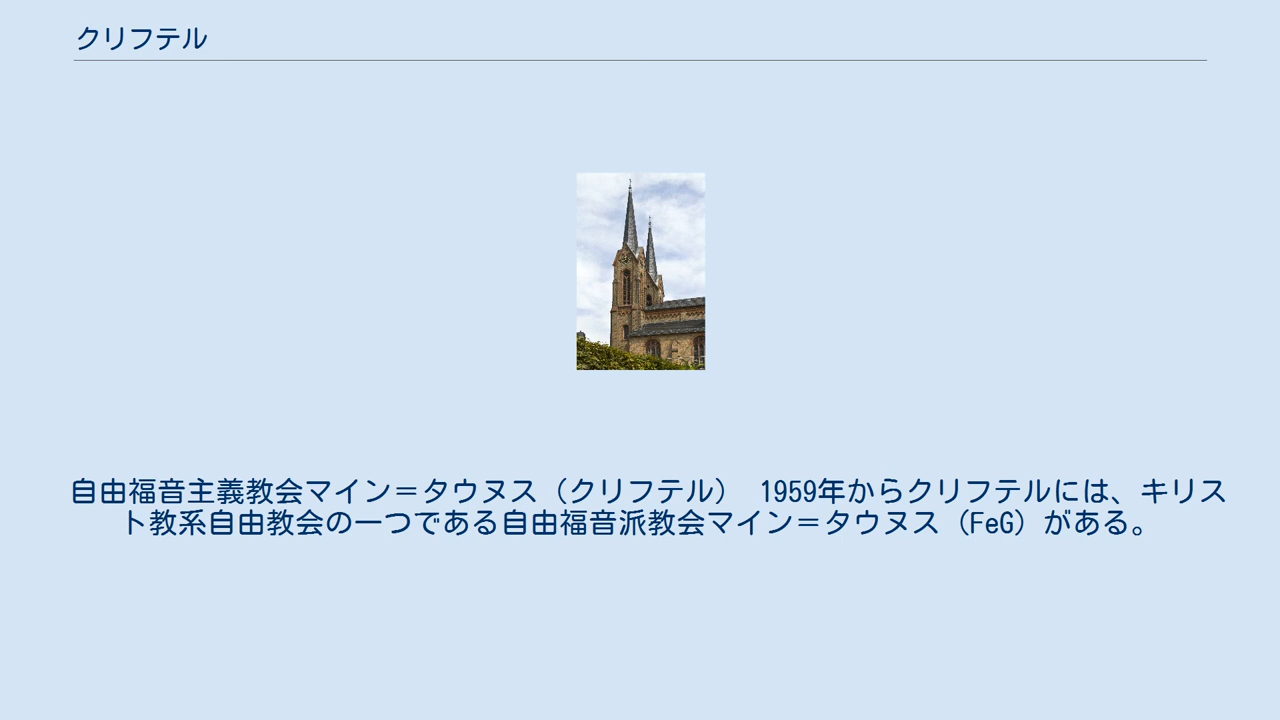 クリフテル
自由福音主義教会マイン＝タウヌス（クリフテル）　1959年からクリフテルには、キリス
ト教系自由教会の一つである自由福音派教会マイン＝タウヌス（FeG）がある。